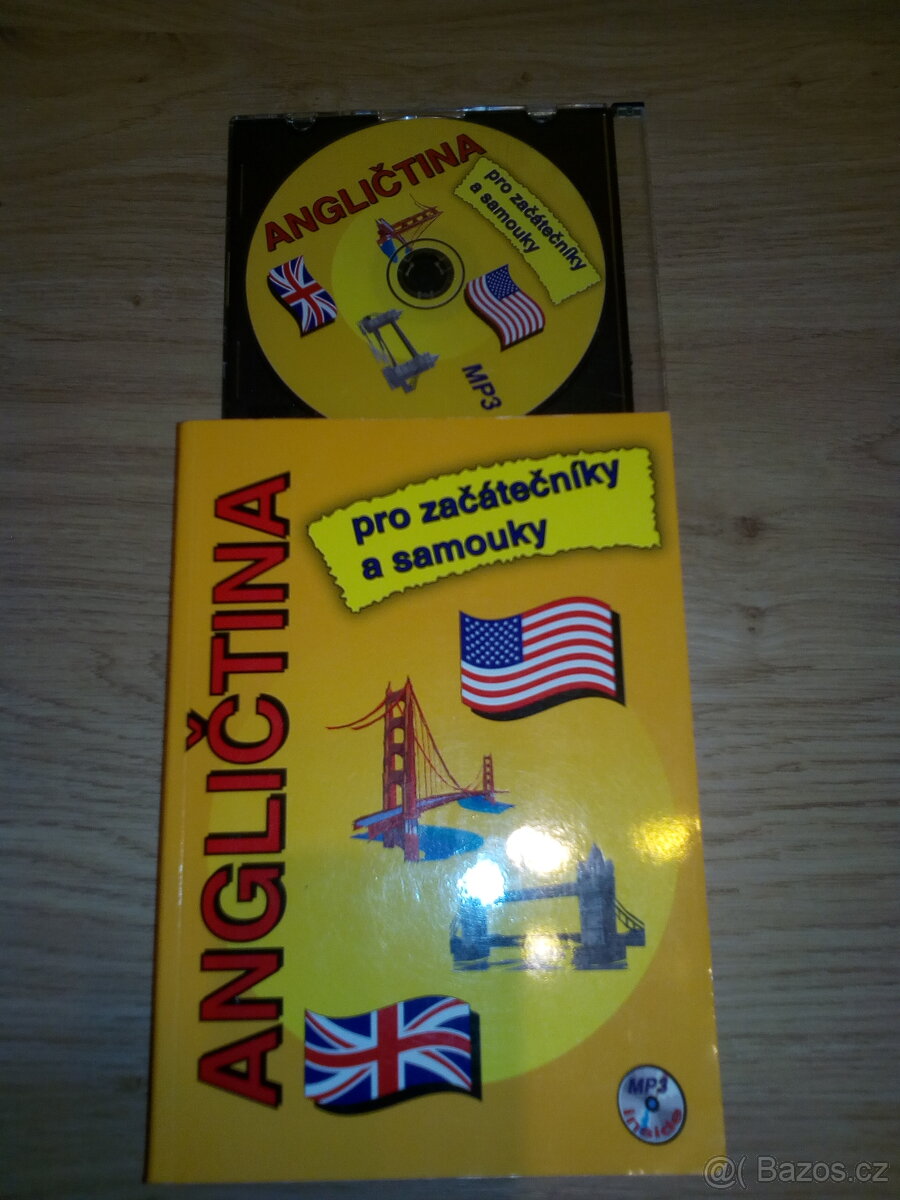 ANGLIČTINA
pro začátečníky
a samouky
MP3
ANGLIČTINA
pro začátečníky
a samouky
MP3
inside
@( Bazos.cz